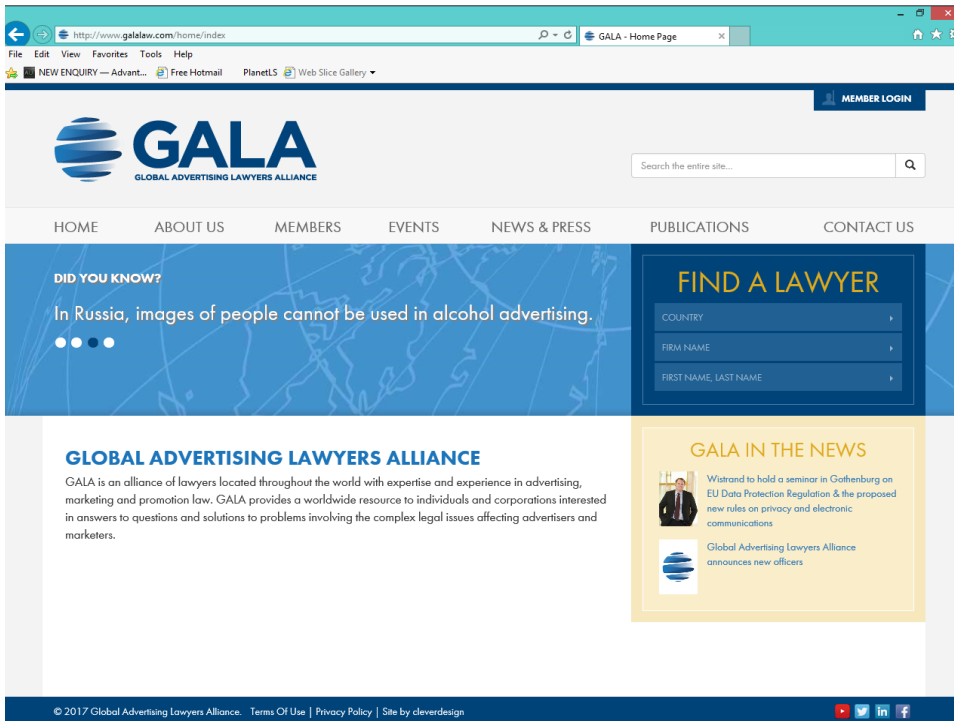 http://www.galalaw.com/home/index
GALA - Home Page
File Edit View Favorites Tools Help
NEW ENQUIRY — Advant... Free Hotmail PlanetLS Web Slice Gallery
MEMBER LOGIN
GALA
GLOBAL ADVERTISING LAWYERS ALLIANCE
Search the entire site...
HOME ABOUT US MEMBERS EVENTS NEWS & PRESS PUBLICATIONS CONTACT US
DID YOU KNOW?
In Russia, images of people cannot be used in alcohol advertising.
FIND A LAWYER
COUNTRY
FIRM NAME
FIRST NAME, LAST NAME
GLOBAL ADVERTISING LAWYERS ALLIANCE
GALA is an alliance of lawyers located throughout the world with expertise and experience in advertising,
marketing and promotion law. GALA provides a worldwide resource to individuals and corporations interested
in answers to questions and solutions to problems involving the complex legal issues affecting advertisers and
marketers.
GALA IN THE NEWS
Wistrand to hold a seminar in Gothenburg on
EU Data Protection Regulation & the proposed
new rules on privacy and electronic
communications
Global Advertising Lawyers Alliance
announces new officers
© 2017 Global Advertising Lawyers Alliance. Terms Of Use | Privacy Policy | Site by cleverdesign